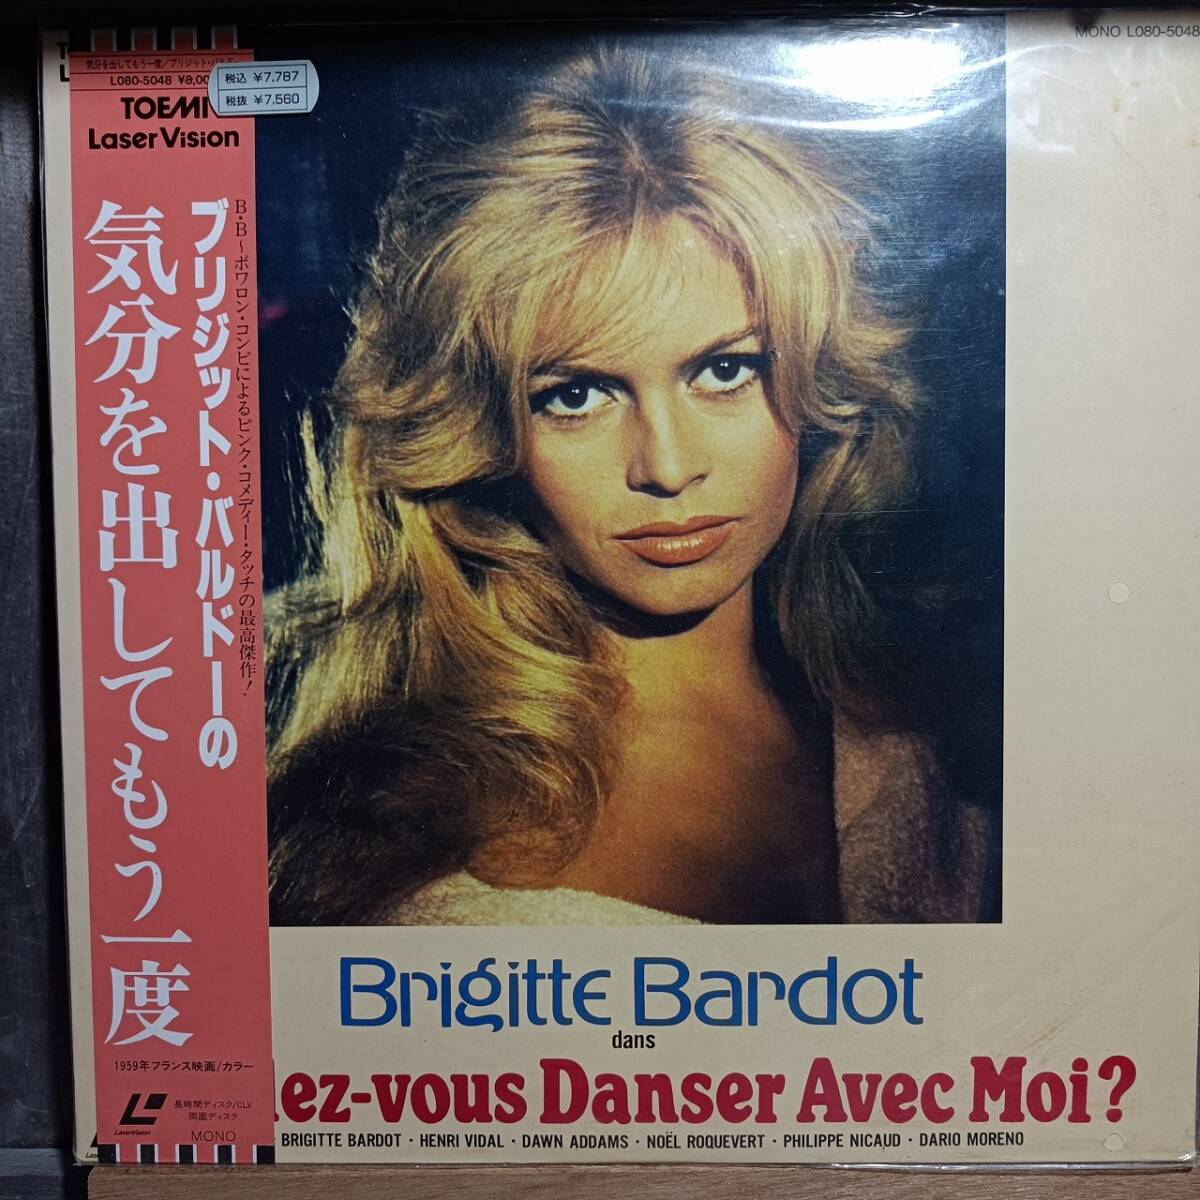 MONO L080-5048
気分を出してもう一度/ブリジット・バルドー
L080-5048 ¥8,00
税込 ¥7,787
税抜 ¥7,560
TOEMI
LaserVision
B・B〜ボワロン・コンビによるピンク・コメディー・タッチの最高傑作!
ブリジット・バルドーの
気分を出してもう一度
1959年フランス映画/カラー
長時間ディスク/CLV
両面ディスク
LaserVision
MONO
Brigitte Bardot
dans
lez-vous Danser Avec Moi?
BRIGITTE BARDOT · HENRI VIDAL · DAWN ADDAMS · NOËL ROQUEVERT · PHILIPPE NICAUD · DARIO MORENO